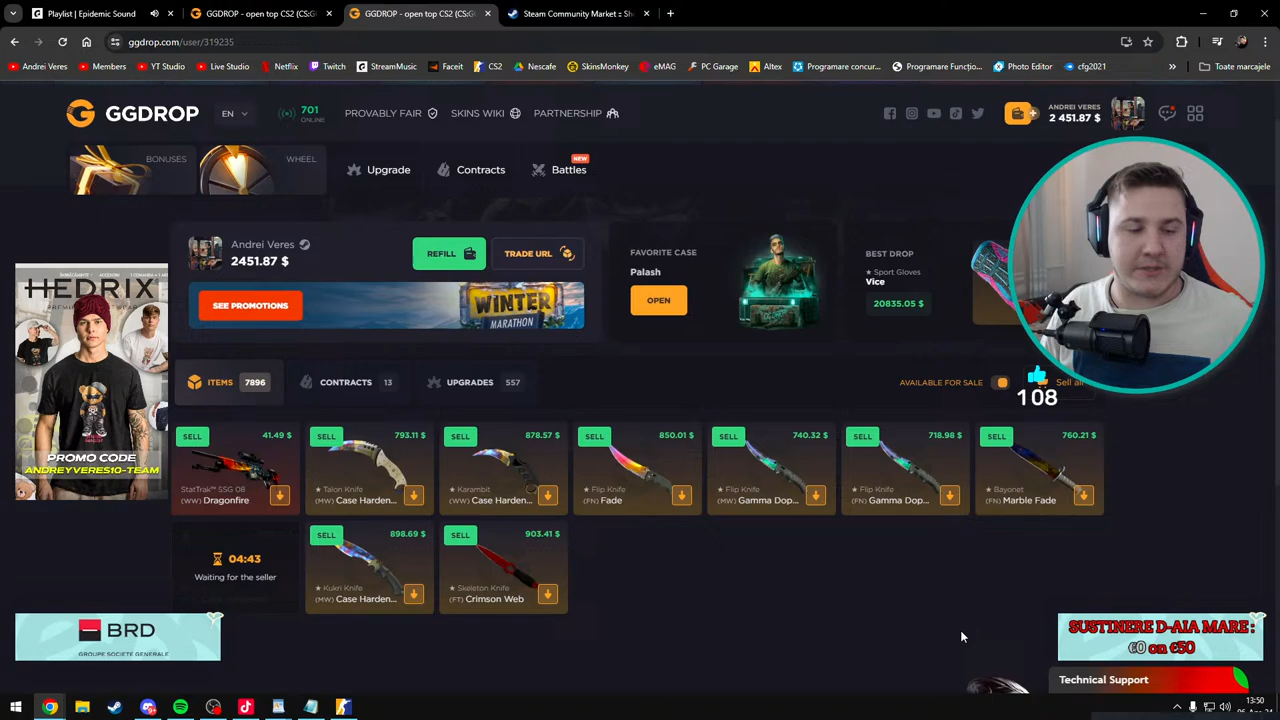 Playlist | Epidemic Sound
GGDROP - open top CS2 (CS:G
GGDROP - open top CS2 (CS:G
Steam Community Market :: Sh
ggdrop.com/user/319235
Andrei Veres
Members
YT Studio
Live Studio
Netflix
Twitch
StreamMusic
Faceit
CS2
Nescafe
SkinsMonkey
eMAG
PC Garage
Altex
Programare concur...
Programare Funcțio...
Photo Editor
cfg2021
Toate marcajele
GGDROP
EN
701
ONLINE
PROVABLY FAIR
SKINS WIKI
PARTNERSHIP
ANDREI VERES
2 451.87 $
BONUSES
WHEEL
Upgrade
Contracts
NEW
Battles
Andrei Veres
2451.87 $
REFILL
TRADE URL
SEE PROMOTIONS
WINTER
MARATHON
FAVORITE CASE
Palash
OPEN
BEST DROP
★ Sport Gloves
Vice
20835.05 $
HEDRIX
PROMO CODE
ANDREYVERES10-TEAM
ITEMS 7896
CONTRACTS 13
UPGRADES 557
AVAILABLE FOR SALE
Sell all
108
SELL 41.49 $
StatTrak™ SSG 08
(MW) Dragonfire
SELL 793.11 $
★ Talon Knife
(MW) Case Harden...
SELL 878.57 $
★ Karambit
(WW) Case Harden...
SELL 850.01 $
★ Flip Knife
(FN) Fade
SELL 740.32 $
★ Flip Knife
(MW) Gamma Dop...
SELL 718.98 $
★ Flip Knife
(FN) Gamma Dop...
SELL 760.21 $
★ Bayonet
(FN) Marble Fade
04:43
Waiting for the seller
SELL 898.69 $
★ Kukri Knife
(MW) Case Harden...
SELL 903.41 $
★ Skeleton Knife
(FT) Crimson Web
BRD
GROUPE SOCIETE GENERALE
SUSTINERE D-AIA MARE :
€0 on €50
Technical Support
13:50